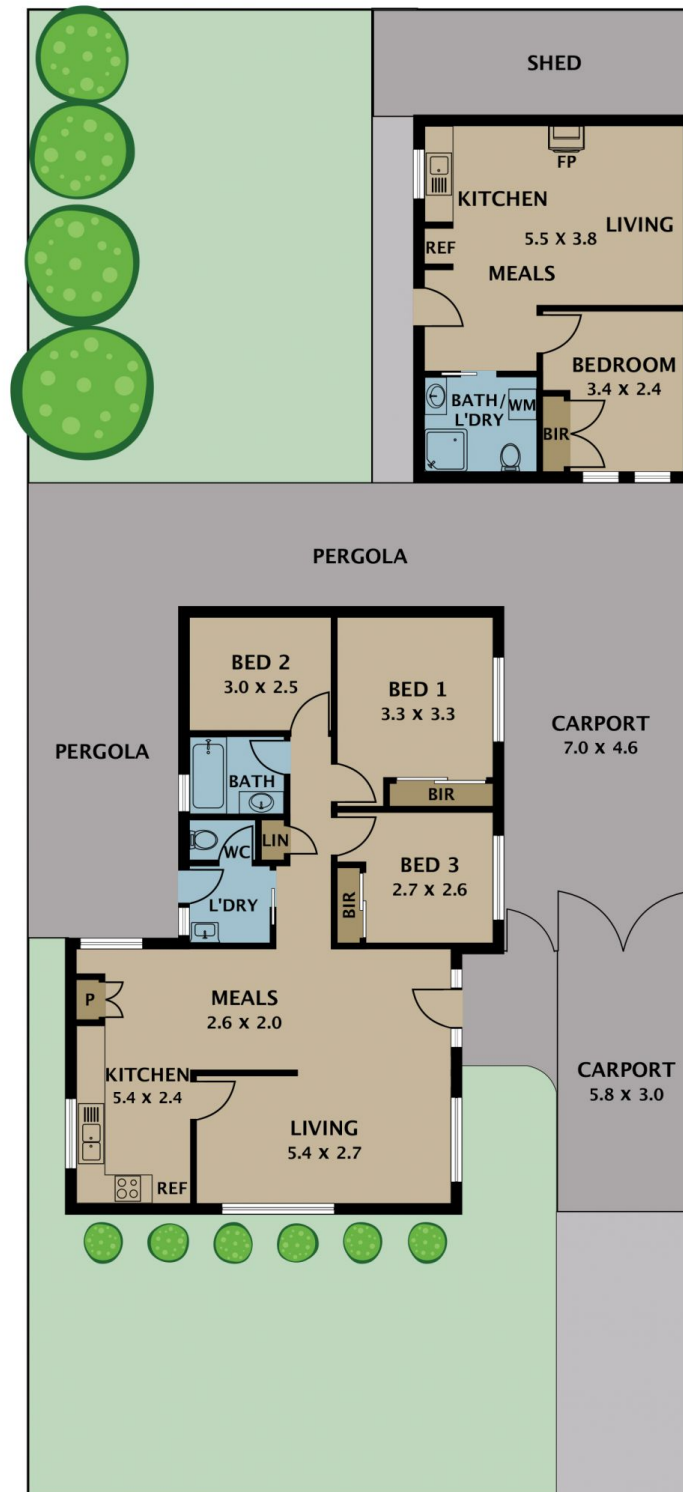 SHED
FP
KITCHEN
LIVING
5.5 X 3.8
REF
MEALS
BEDROOM
3.4 X 2.4
BATH/
L'DRY
WM
BIR
PERGOLA
BED 2
3.0 X 2.5
BED 1
3.3 X 3.3
CARPORT
7.0 X 4.6
PERGOLA
BATH
BIR
LIN
WC
BED 3
2.7 X 2.6
L'DRY
BIR
P
MEALS
2.6 X 2.0
KITCHEN
5.4 X 2.4
CARPORT
5.8 X 3.0
LIVING
5.4 X 2.7
REF